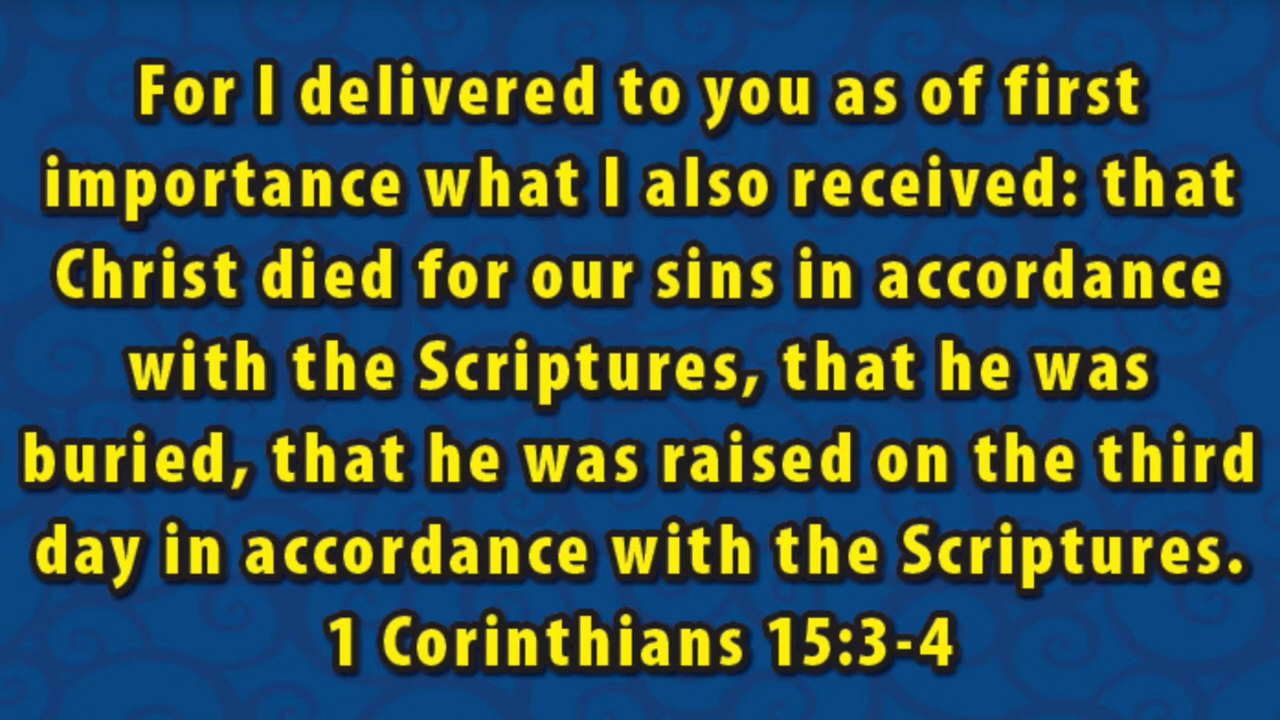 For I delivered to you as of first
importance what I also received: that
Christ died for our sins in accordance
with the Scriptures, that he was
buried, that he was raised on the third
day in accordance with the Scriptures.
1 Corinthians 15:3-4